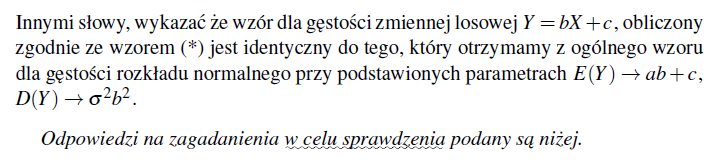 Innymi słowy, wykazać że wzór dla gęstości zmiennej losowej Y = bX + c, obliczony
zgodnie ze wzorem (*) jest identyczny do tego, który otrzymamy z ogólnego wzoru
dla gęstości rozkładu normalnego przy podstawionych parametrach E(Y) → ab + c,
D(Y) → σ²b².
Odpowiedzi na zagadanienia w celu sprawdzenia podany są niżej.